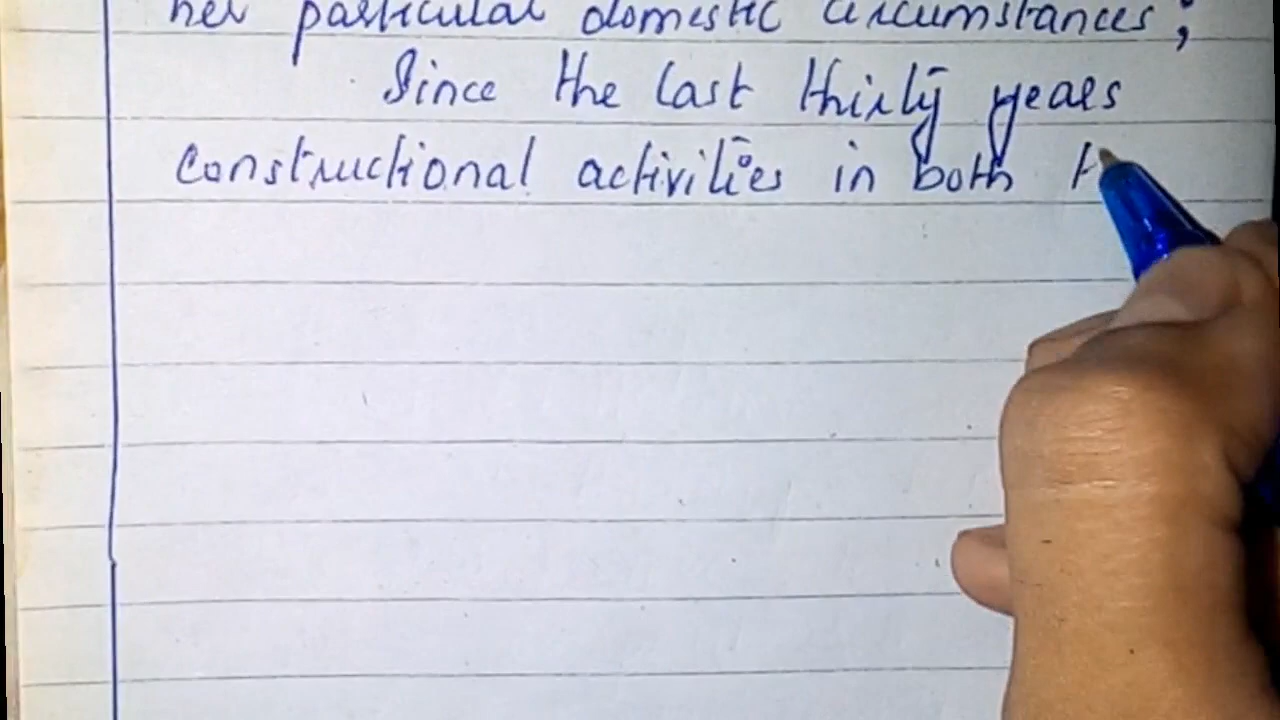 her particular domestic circumstances;
Since the last thirty years
constructional activities in both